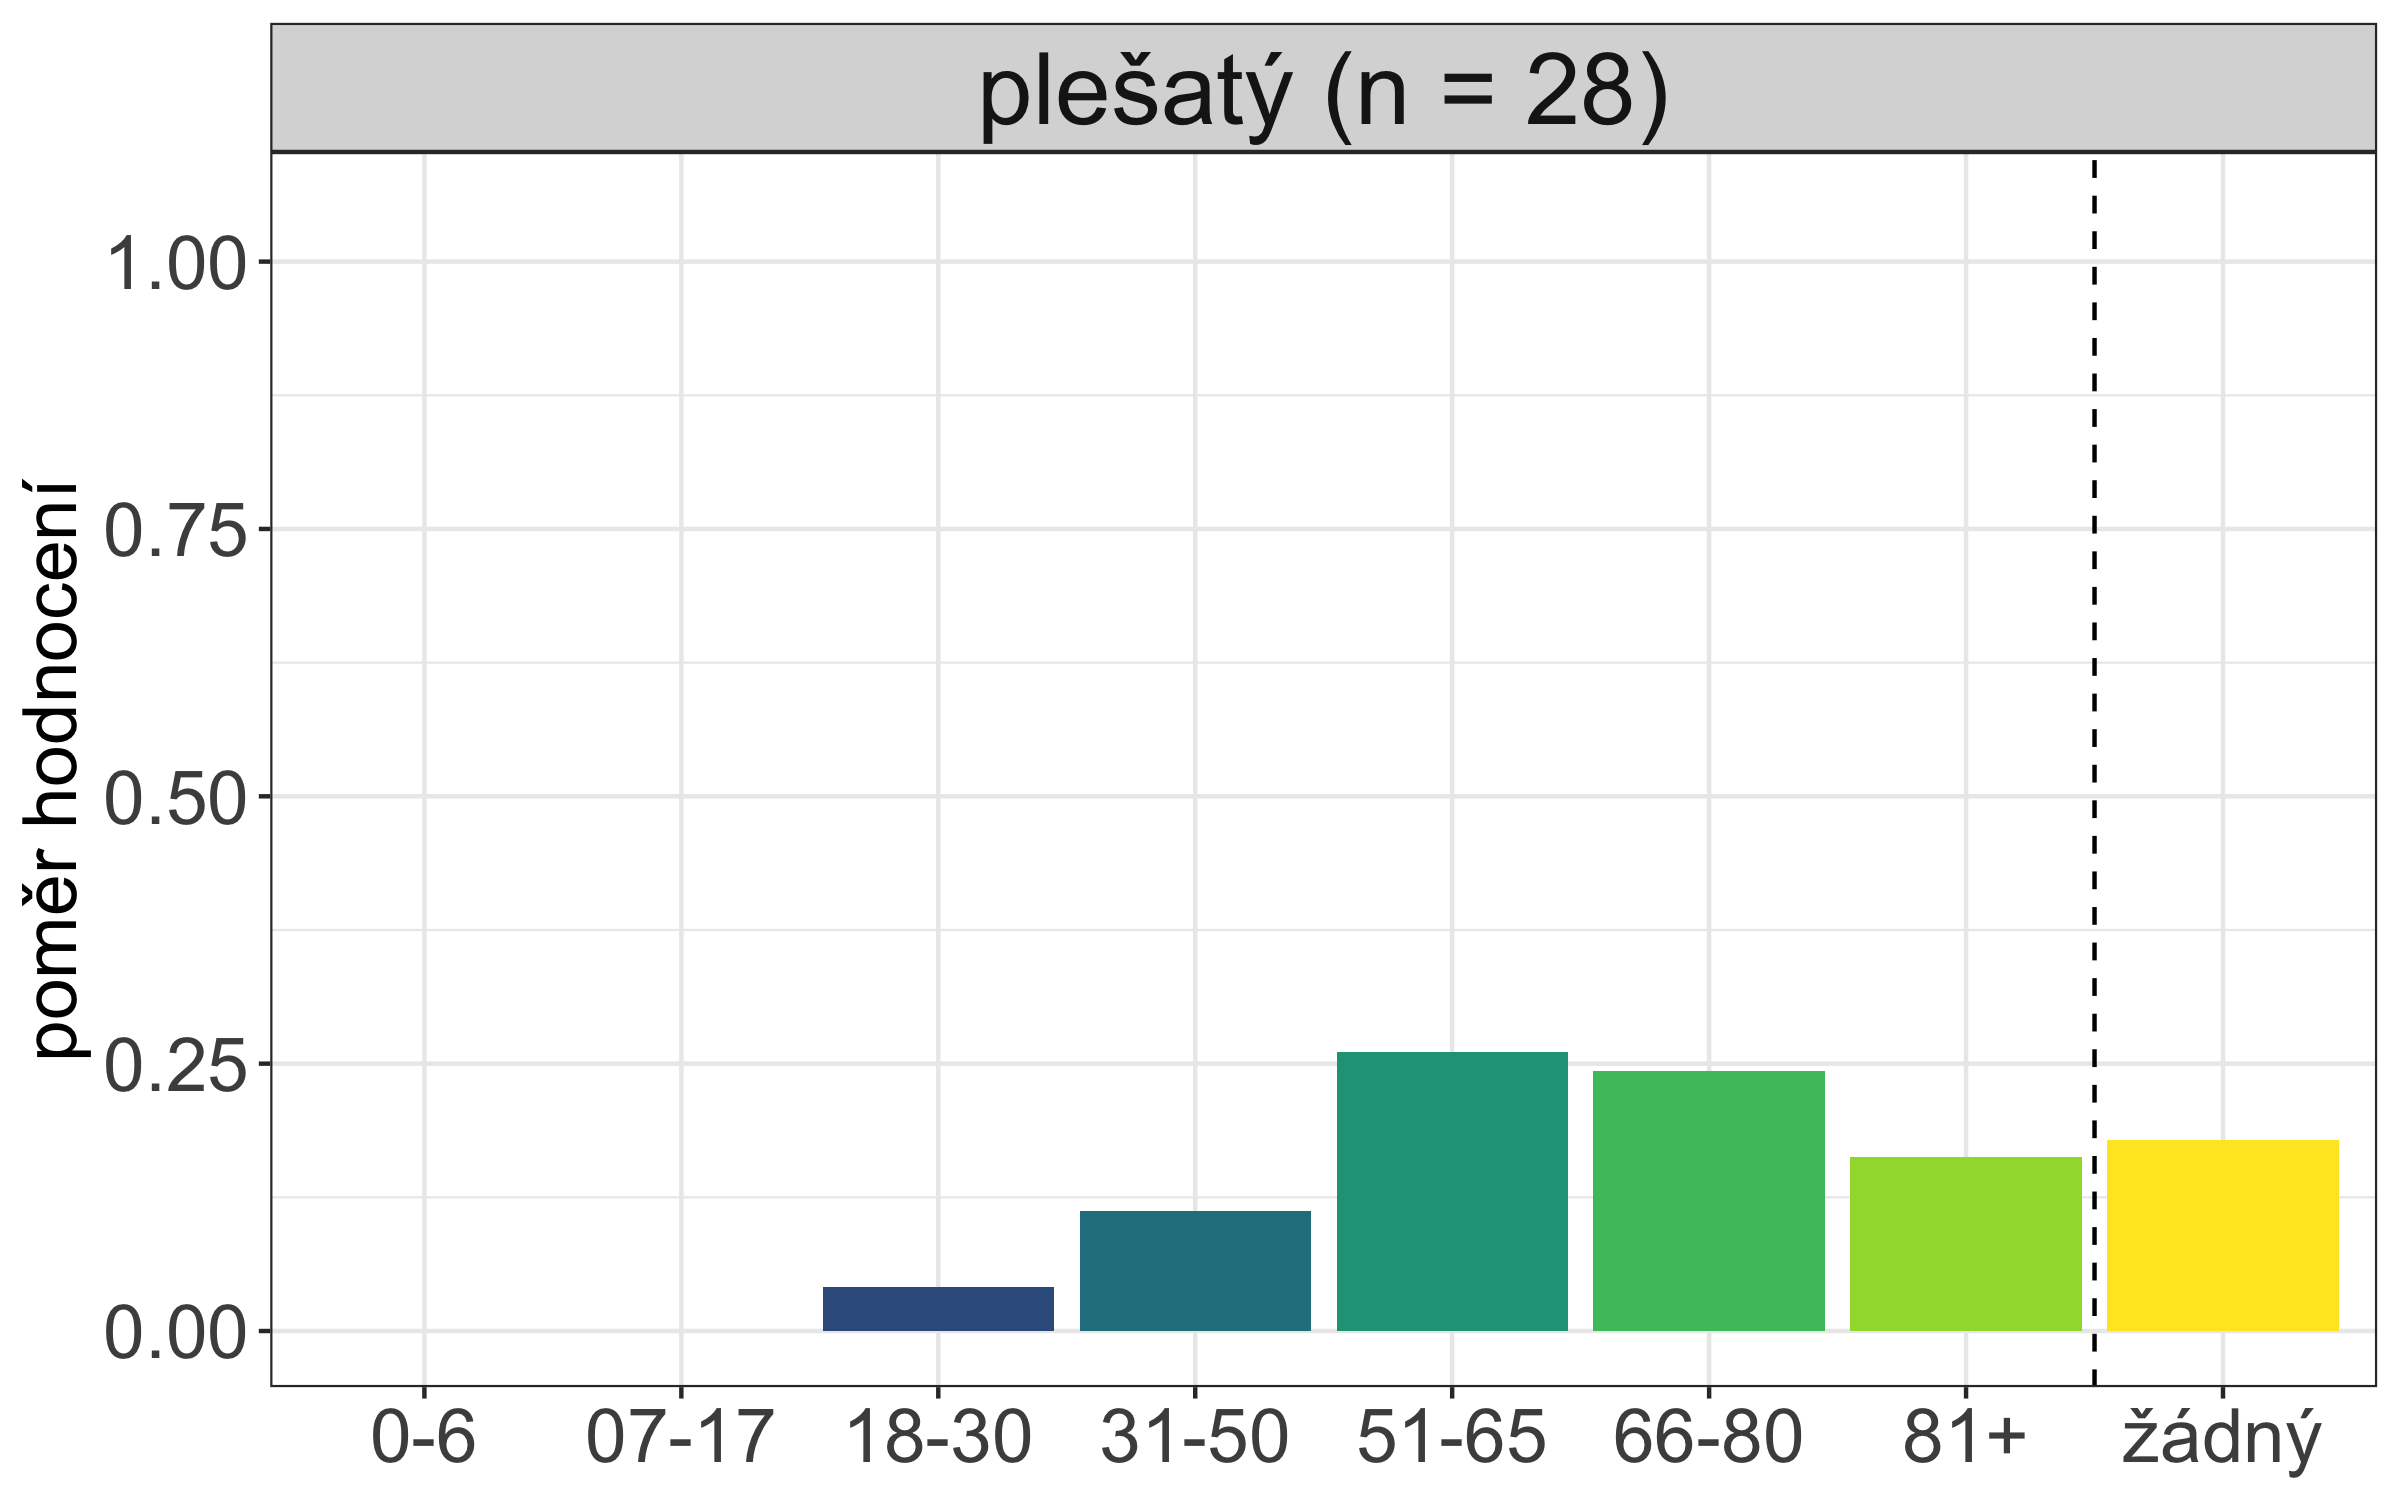 plešatý (n = 28)
poměr hodnocení
1.00
0.75
0.50
0.25
0.00
0-6 07-17 18-30 31-50 51-65 66-80 81+ žádný